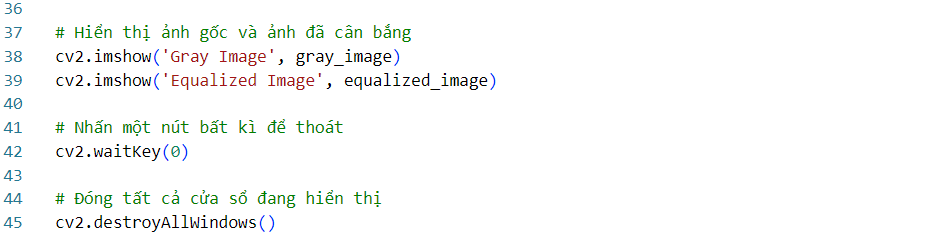 36
37 # Hiển thị ảnh gốc và ảnh đã cân bắng
38 cv2.imshow('Gray Image', gray_image)
39 cv2.imshow('Equalized Image', equalized_image)
40
41 # Nhấn một nút bất kì để thoát
42 cv2.waitKey(0)
43
44 # Đóng tất cả cửa sổ đang hiển thị
45 cv2.destroyAllWindows()